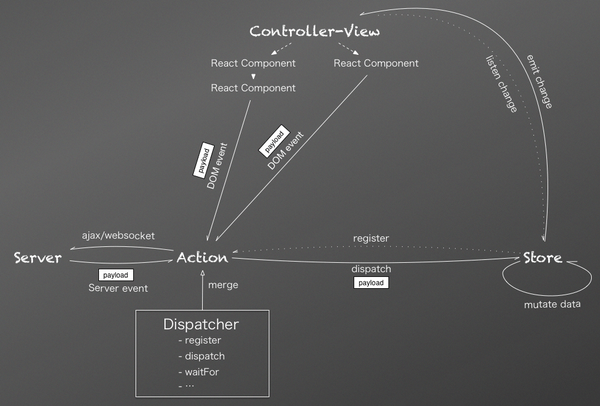 Controller-View
React Component
React Component
React Component
emit change
listen change
payload
DOM event
payload
DOM event
ajax/websocket
register
Server
Action
Store
payload
Server event
dispatch
payload
merge
mutate data
Dispatcher
- register
- dispatch
- waitFor
- ⋯